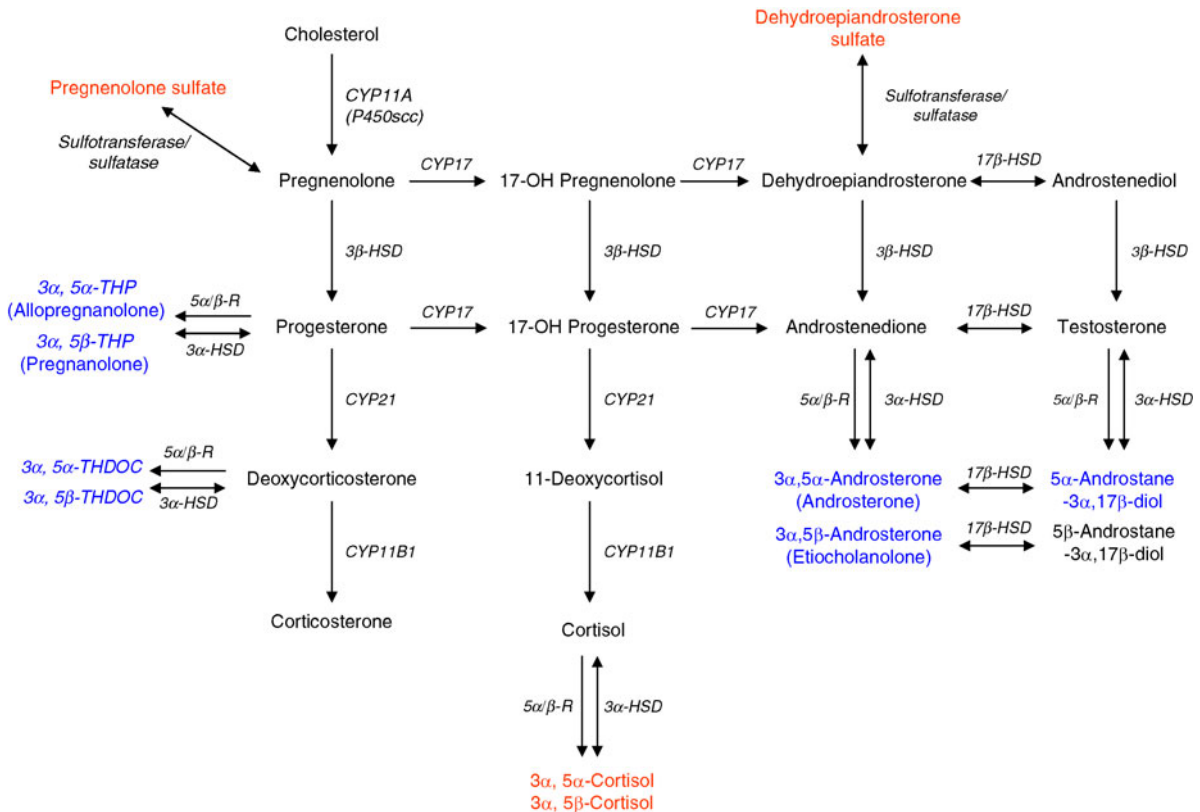 Cholesterol
Dehydroepiandrosterone
sulfate
Pregnenolone sulfate
CYP11A
(P450scc)
Sulfotransferase/
sulfatase
Sulfotransferase/
sulfatase
Pregnenolone
CYP17
17-OH Pregnenolone
CYP17
Dehydroepiandrosterone
17β-HSD
Androstenediol
3β-HSD
3β-HSD
3β-HSD
3β-HSD
3α, 5α-THP
(Allopregnanolone)
3α, 5β-THP
(Pregnanolone)
5α/β-R
3α-HSD
Progesterone
CYP17
17-OH Progesterone
CYP17
Androstenedione
17β-HSD
Testosterone
CYP21
CYP21
5α/β-R
3α-HSD
5α/β-R
3α-HSD
3α, 5α-THDOC
3α, 5β-THDOC
5α/β-R
3α-HSD
Deoxycorticosterone
11-Deoxycortisol
3α,5α-Androsterone
(Androsterone)
17β-HSD
5α-Androstane
-3α,17β-diol
3α,5β-Androsterone
(Etiocholanolone)
17β-HSD
5β-Androstane
-3α,17β-diol
CYP11B1
CYP11B1
Corticosterone
Cortisol
5α/β-R
3α-HSD
3α, 5α-Cortisol
3α, 5β-Cortisol